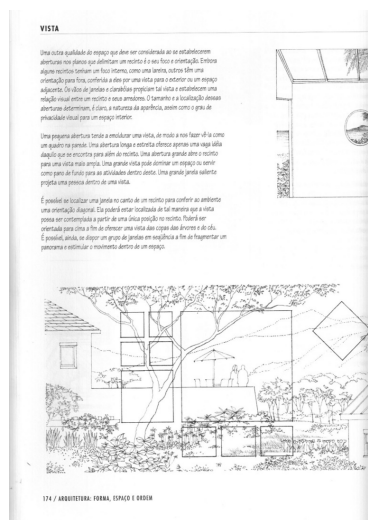 VISTA
Uma outra qualidade do espaço que deve ser considerada ao se estabelecerem
aberturas nos planos que delimitam um recinto é o seu foco e orientação. Embora
alguns recintos tenham um foco interno, como uma lareira, outros têm uma
orientação para fora, conferida a eles por uma vista para o exterior ou um espaço
adjacente. Os vãos de janelas e clarabóias propiciam tal vista e estabelecem uma
relação visual entre um recinto e seus arredores. O tamanho e a localização dessas
aberturas determinam, é claro, a natureza da aparência, assim como o grau de
privacidade visual para um espaço interior.
Uma pequena abertura tende a emoldurar uma vista, de modo a nos fazer vê-la como
um quadro na parede. Uma abertura longa e estreita oferece apenas uma vaga idéia
daquilo que se encontra para além do recinto. Uma abertura grande abre o recinto
para uma vista mais ampla. Uma grande vista pode dominar um espaço ou servir
como pano de fundo para as atividades dentro deste. Uma grande janela saliente
projeta uma pessoa dentro de uma vista.
É possível se localizar uma janela no canto de um recinto para conferir ao ambiente
uma orientação diagonal. Ela poderá estar localizada de tal maneira que a vista
possa ser contemplada a partir de uma única posição no recinto. Poderá ser
orientada para cima a fim de oferecer uma vista das copas das árvores e do céu.
É possível, ainda, se dispor um grupo de janelas em seqüência a fim de fragmentar um
panorama e estimular o movimento dentro de um espaço.
174 / ARQUITETURA: FORMA, ESPAÇO E ORDEM